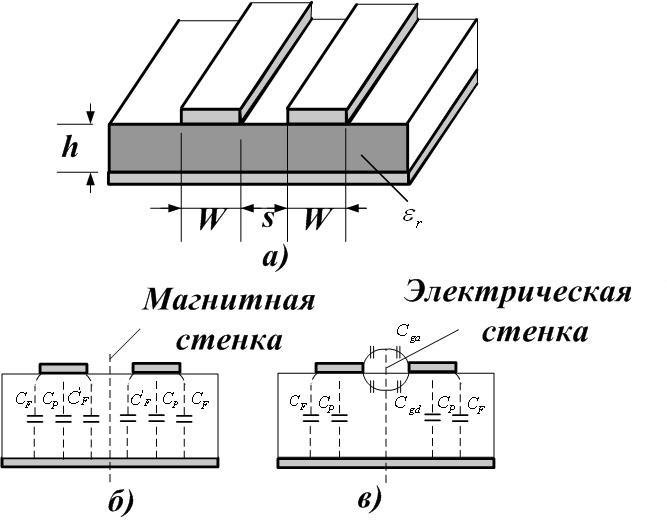 h
W s W
ε_r
а)
Магнитная
стенка
Электрическая
стенка
C_ga
C_F C_P C'_F C'_F C_P C_F
C_F C_P C_gd C_P C_F
б)
в)